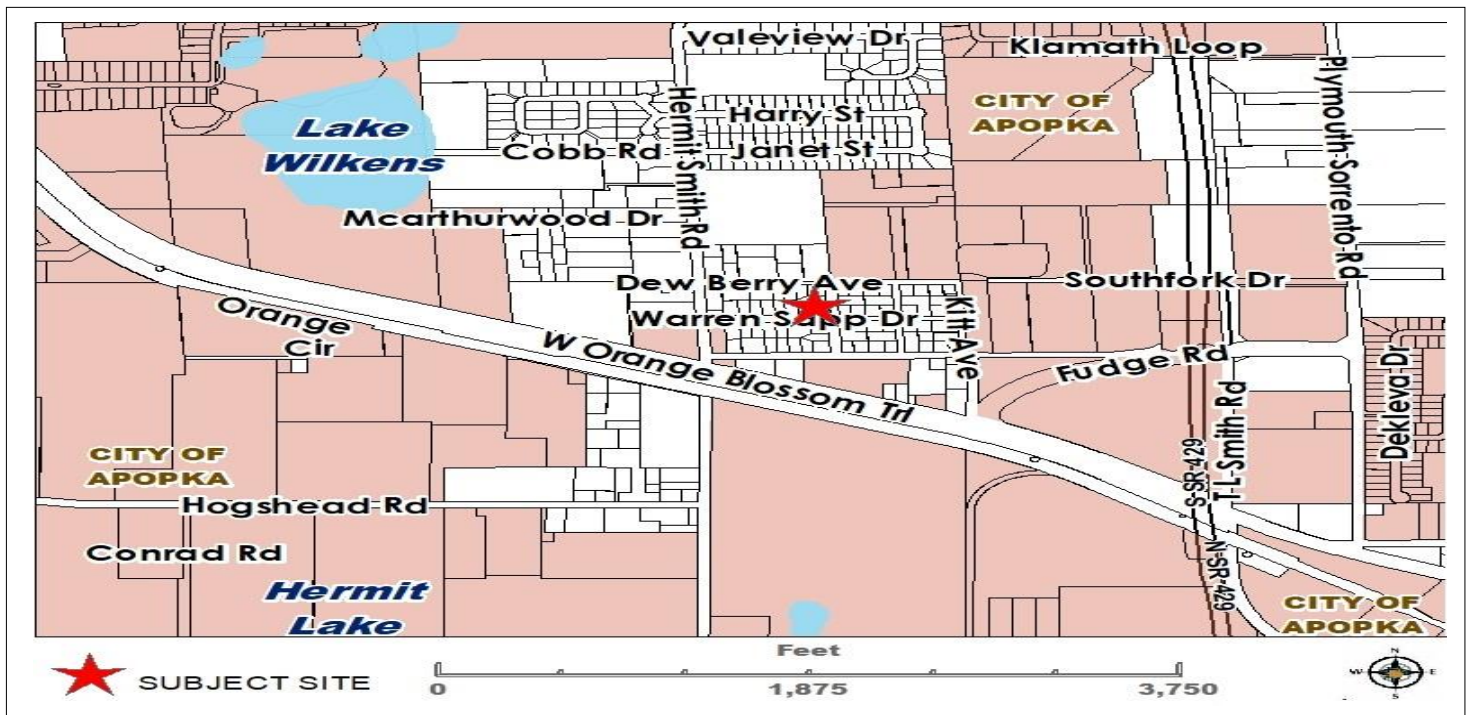 Valeview Dr
Klamath Loop
Plymouth-Sorrento Rd
CITY OF
APOPKA
Hermit Smith Rd
Harry St
Lake
Wilkens
Cobb Rd
Janet St
Mcarthurwood Dr
Dew Berry Ave
Southfork Dr
Orange
Cir
Warren Sapp Dr
Kitt Ave
W Orange Blossom Trl
Fudge Rd
Dekleva Dr
T-L-Smith-Rd
S-SR-429
CITY OF
APOPKA
Hogshead Rd
Conrad Rd
N-SR-429
Hermit
Lake
CITY OF
APOPKA
SUBJECT SITE
Feet
0
1,875
3,750
N
W
E
S